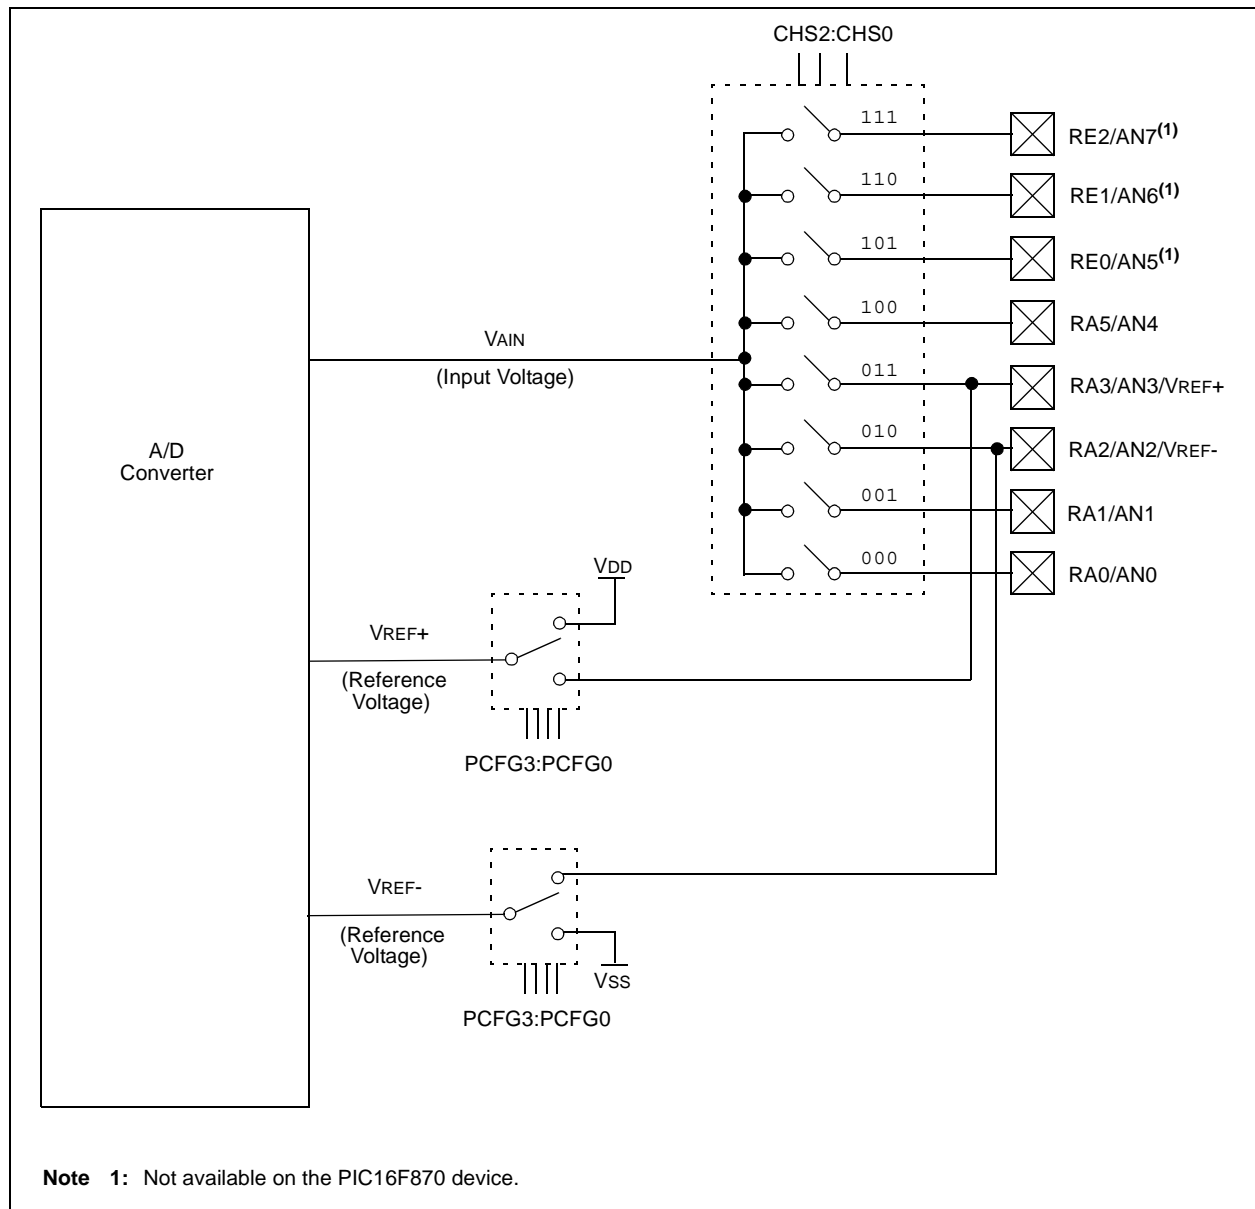 CHS2:CHS0
111
RE2/AN7(1)
110
RE1/AN6(1)
101
RE0/AN5(1)
100
RA5/AN4
VAIN
(Input Voltage)
011
RA3/AN3/VREF+
010
RA2/AN2/VREF-
A/D
Converter
001
RA1/AN1
000
RA0/AN0
VDD
VREF+
(Reference
Voltage)
PCFG3:PCFG0
VREF-
(Reference
Voltage)
VSS
PCFG3:PCFG0
Note 1: Not available on the PIC16F870 device.